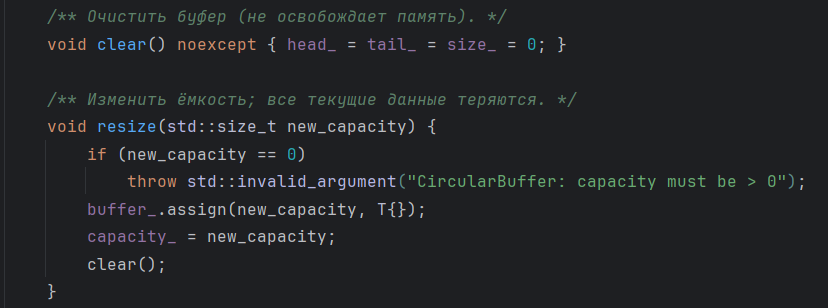 /** Очистить буфер (не освобождает память). */
void clear() noexcept { head_ = tail_ = size_ = 0; }
/** Изменить ёмкость; все текущие данные теряются. */
void resize(std::size_t new_capacity) {
if (new_capacity == 0)
throw std::invalid_argument("CircularBuffer: capacity must be > 0");
buffer_.assign(new_capacity, T{});
capacity_ = new_capacity;
clear();
}